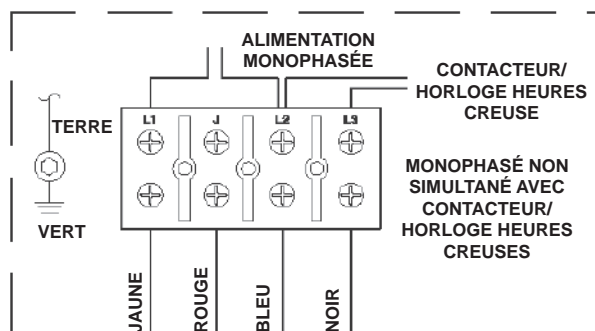 ALIMENTATION
MONOPHASÉE
CONTACTEUR/
HORLOGE HEURES
CREUSE
TERRE
L1 J L2 L3
MONOPHASÉ NON
SIMULTANÉ AVEC
CONTACTEUR/
HORLOGE HEURES
CREUSES
VERT
JAUNE
ROUGE
BLEU
NOIR